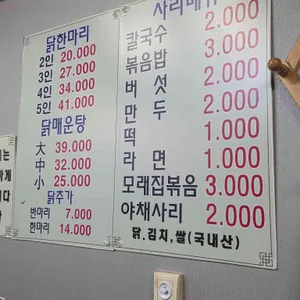 닭한마리
2인 20.000
3인 27.000
4인 34.000
5인 41.000
닭매운탕
大 39.000
中 32.000
小 25.000
닭추가
반마리 7.000
한마리 14.000
사리메뉴
2.000
칼국수 3.000
볶음밥 2.000
버섯 2.000
만두 1.000
떡 1.000
라면
모래집볶음 3.000
야채사리 2.000
닭.김치,쌀(국내산)